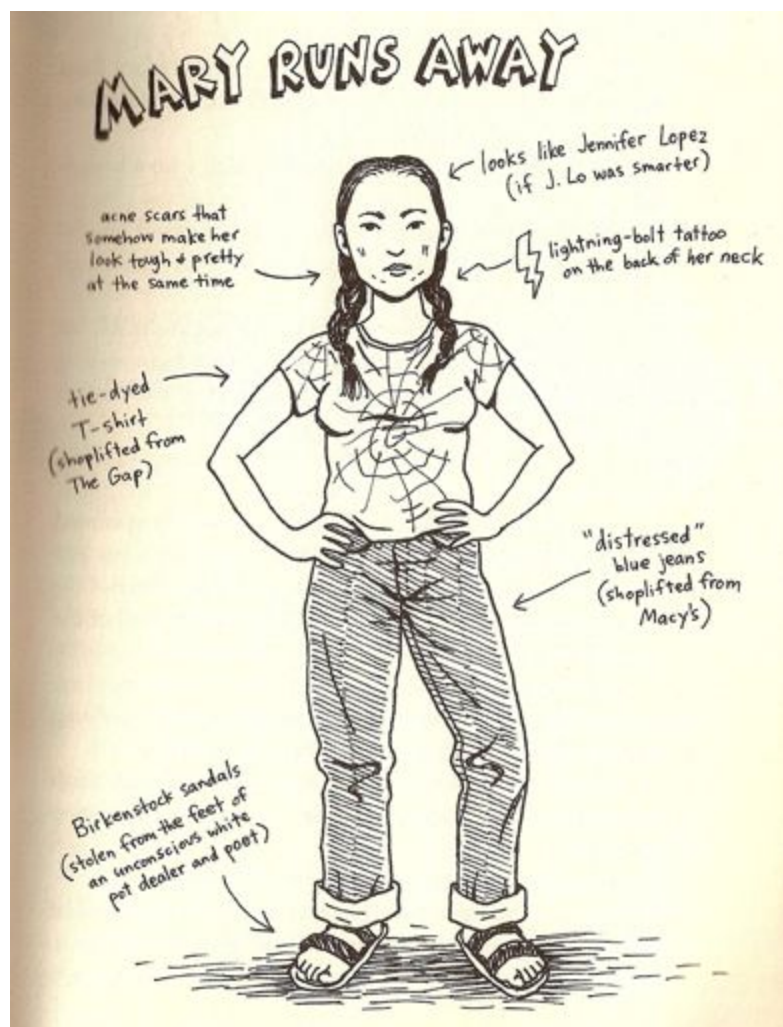 MARY RUNS AWAY
looks like Jennifer Lopez
(if J. Lo was smarter)
acne scars that
somehow make her
look tough & pretty
at the same time
lightning-bolt tattoo
on the back of her neck
tie-dyed
T-shirt
(shoplifted from
The Gap)
"distressed"
blue jeans
(shoplifted from
Macy's)
Birkenstock sandals
(stolen from the feet of
an unconscious white
pot dealer and poet)